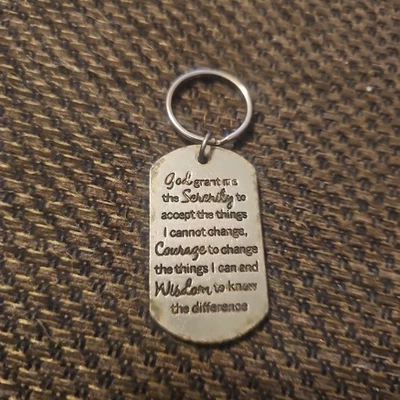 God grant me
the Serenity to
accept the things
I cannot change,
Courage to change
the things I can and
Wisdom to know
the difference